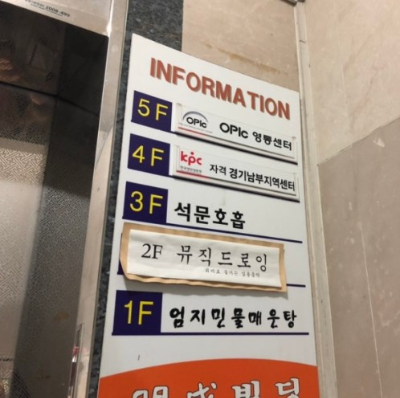 INFORMATION
5F OPIc OPIc 영통센터
4F kpc 자격 경기남부지역센터
3F 석문호흡
2F 뮤직드로잉
1F 엄지민물매운탕